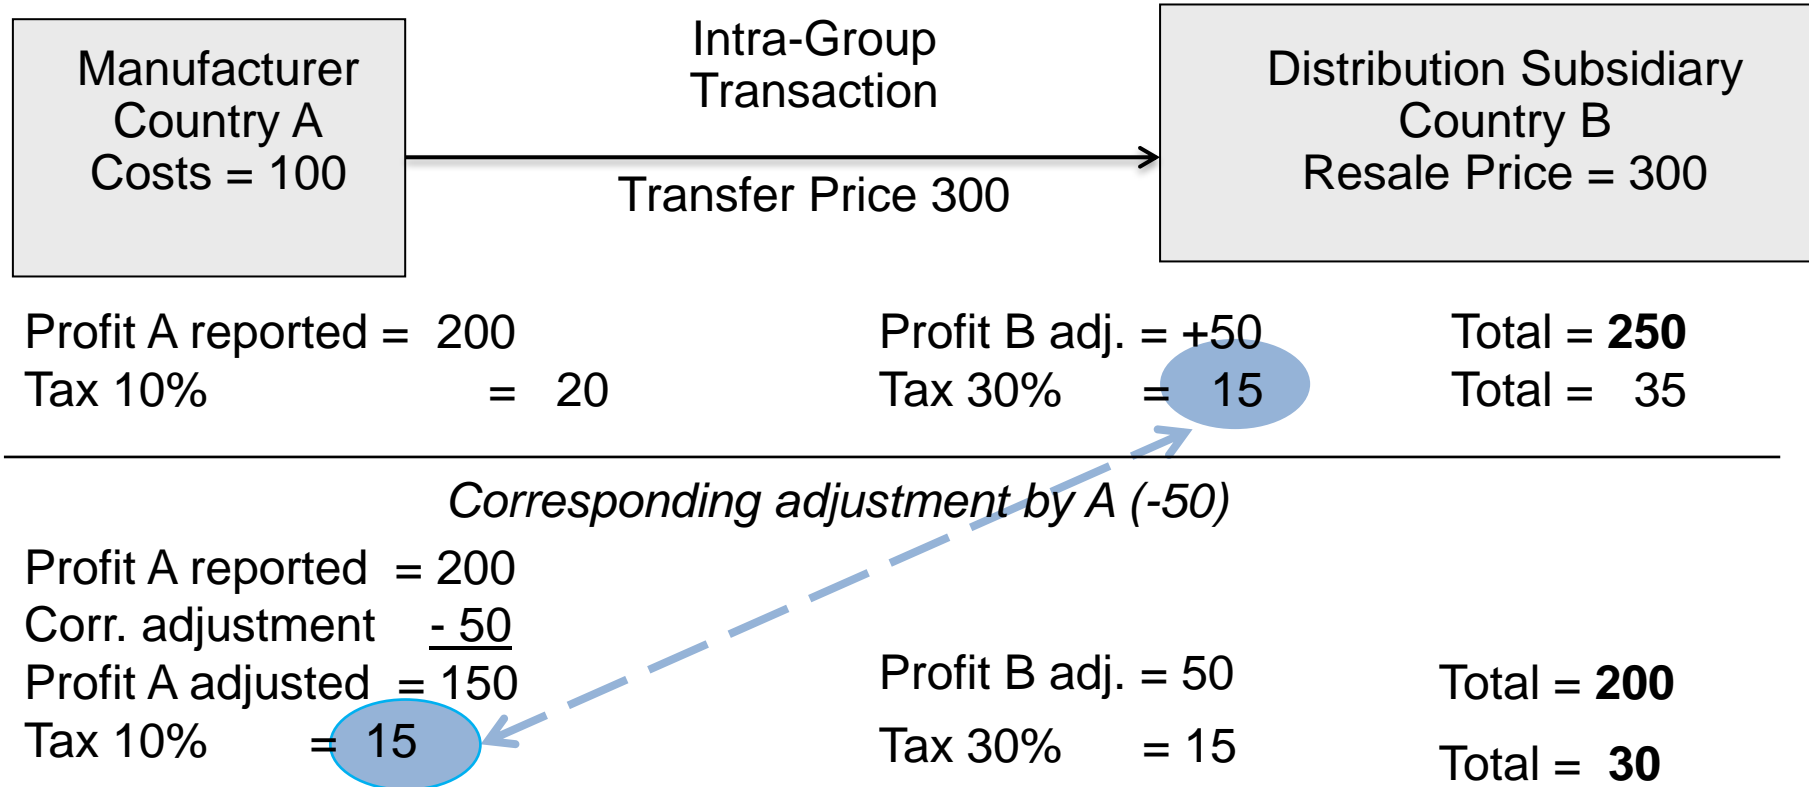 Manufacturer
Country A
Costs = 100
Intra-Group
Transaction
Transfer Price 300
Distribution Subsidiary
Country B
Resale Price = 300
Profit A reported = 200
Tax 10% = 20
Profit B adj. = +50
Tax 30% = 15
Total = 250
Total = 35
Corresponding adjustment by A (-50)
Profit A reported = 200
Corr. adjustment - 50
Profit A adjusted = 150
Tax 10% = 15
Profit B adj. = 50
Tax 30% = 15
Total = 200
Total = 30